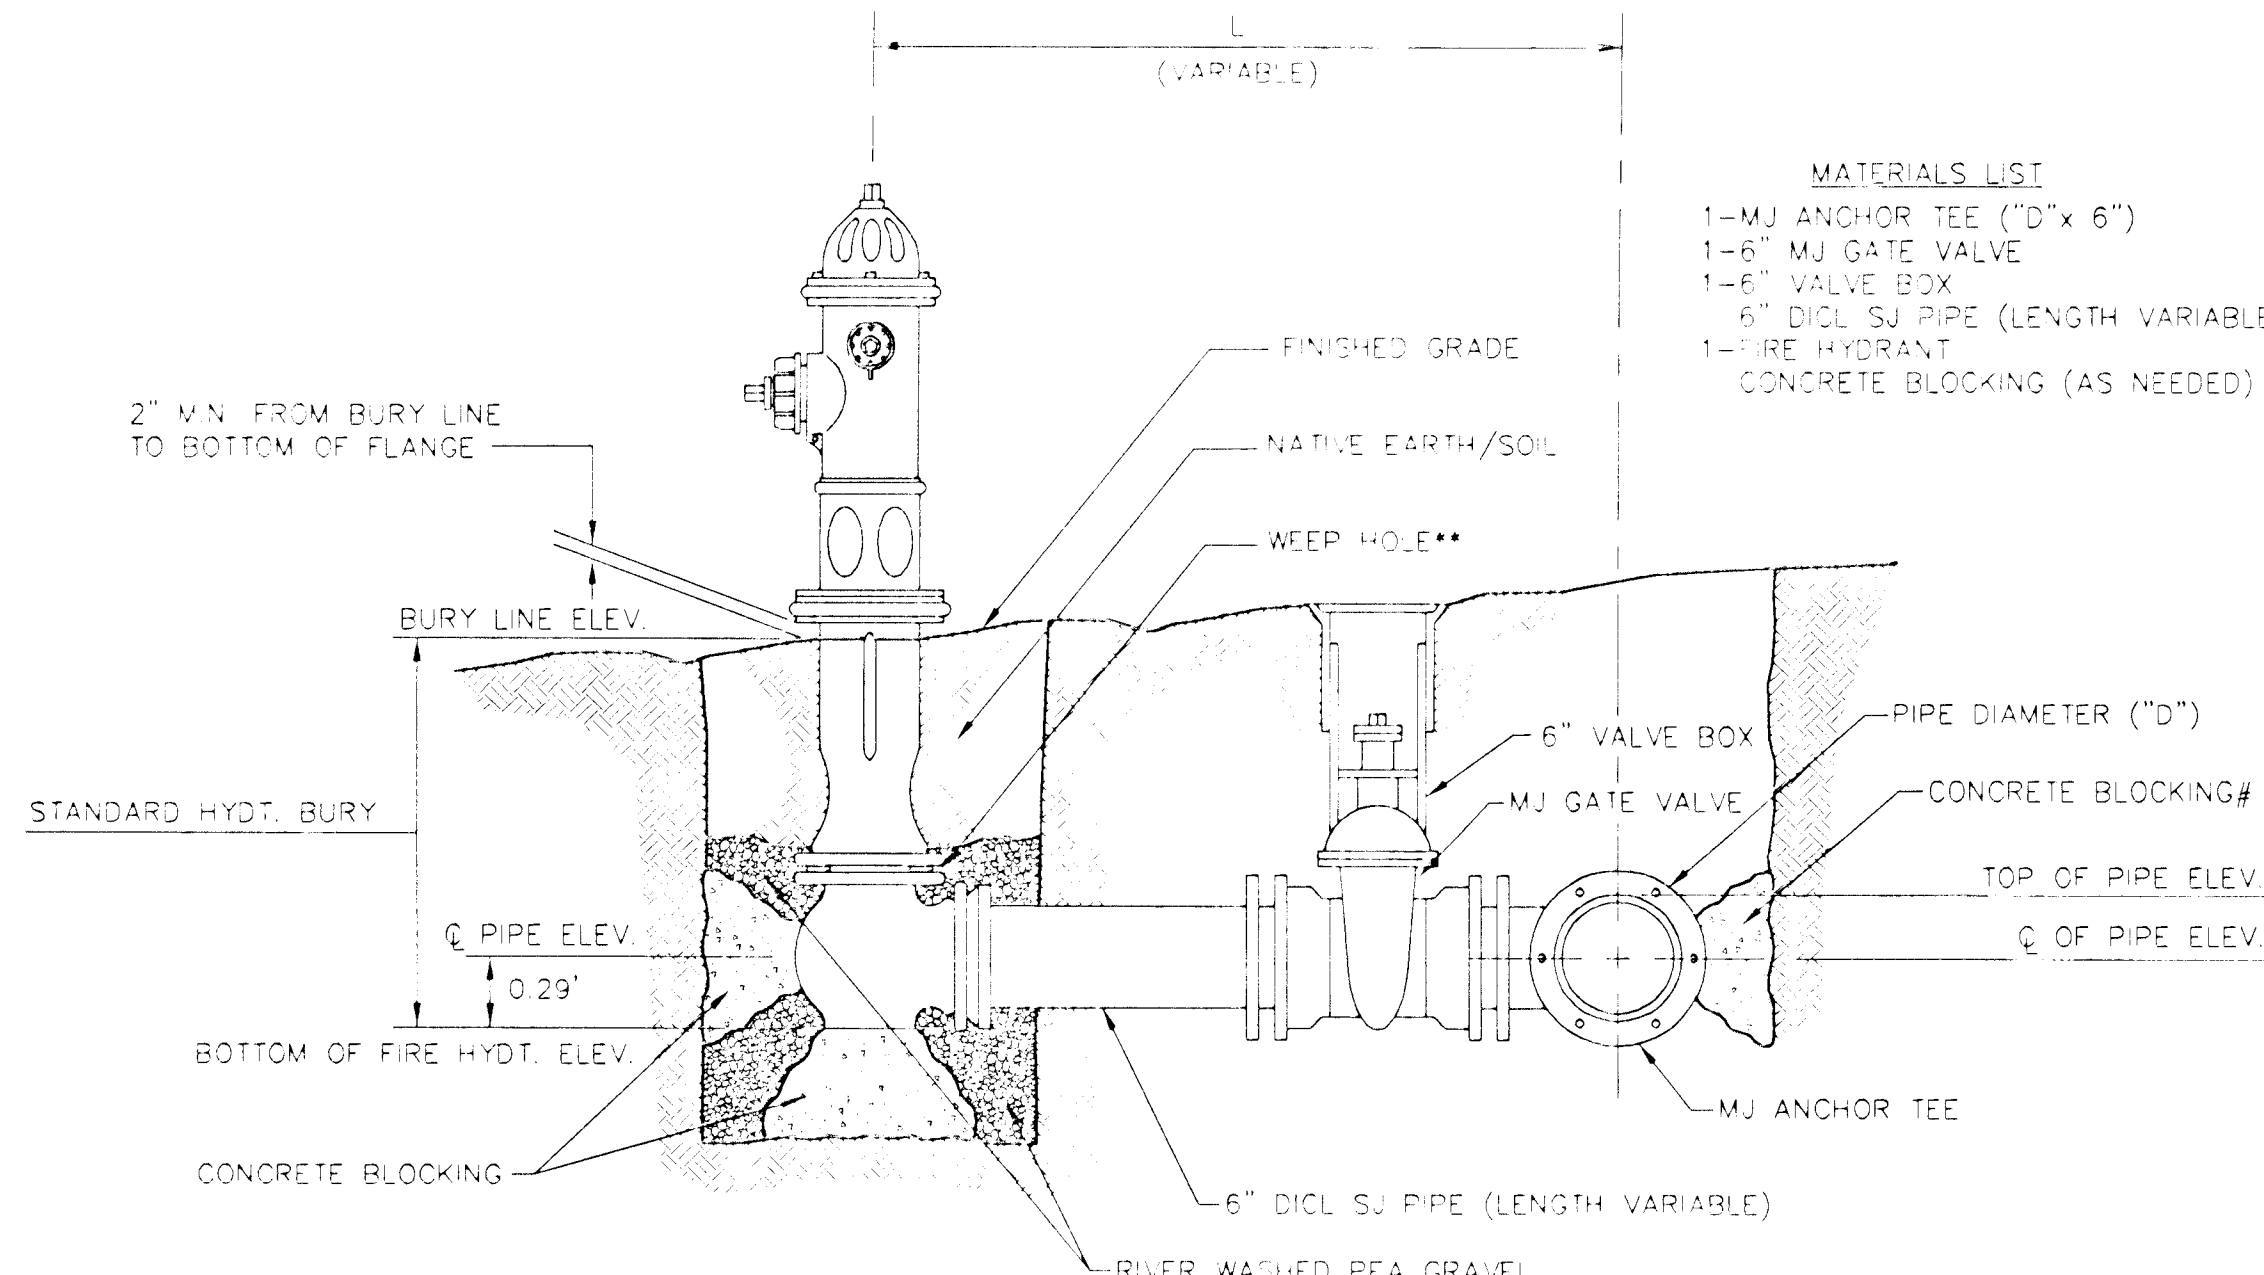 L
(VARIABLE)
MATERIALS LIST
1-MJ ANCHOR TEE ("D"x 6")
1-6" MJ GATE VALVE
1-6" VALVE BOX
6" DICL SJ PIPE (LENGTH VARIABLE
1-FIRE HYDRANT
CONCRETE BLOCKING (AS NEEDED)
FINISHED GRADE
2" MIN FROM BURY LINE
TO BOTTOM OF FLANGE
NATIVE EARTH/SOIL
WEEP HOLE**
BURY LINE ELEV.
PIPE DIAMETER ("D")
6" VALVE BOX
STANDARD HYDT. BURY
MJ GATE VALVE
CONCRETE BLOCKING#
TOP OF PIPE ELEV.
℄ PIPE ELEV.
℄ OF PIPE ELEV.
0.29'
BOTTOM OF FIRE HYDT. ELEV.
MJ ANCHOR TEE
CONCRETE BLOCKING
6" DICL SJ PIPE (LENGTH VARIABLE)
RIVER WASHED PEA GRAVEL